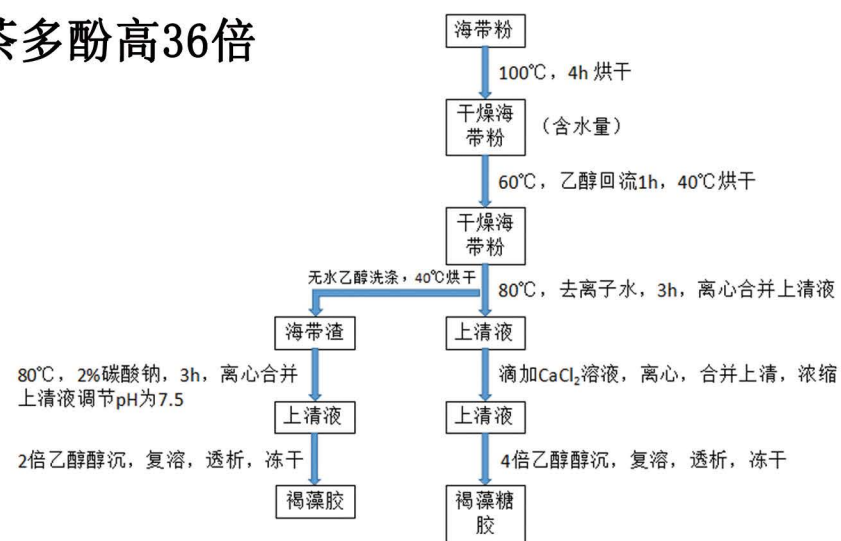 茶多酚高36倍
海带粉
100℃，4h 烘干
干燥海
带粉
（含水量）
60℃，乙醇回流1h，40℃烘干
干燥海
带粉
无水乙醇洗涤，40℃烘干
80℃，去离子水，3h，离心合并上清液
海带渣
上清液
80℃，2%碳酸钠，3h，离心合并
上清液调节pH为7.5
滴加CaCl₂溶液，离心，合并上清，浓缩
上清液
上清液
2倍乙醇醇沉，复溶，透析，冻干
4倍乙醇醇沉，复溶，透析，冻干
褐藻胶
褐藻糖
胶